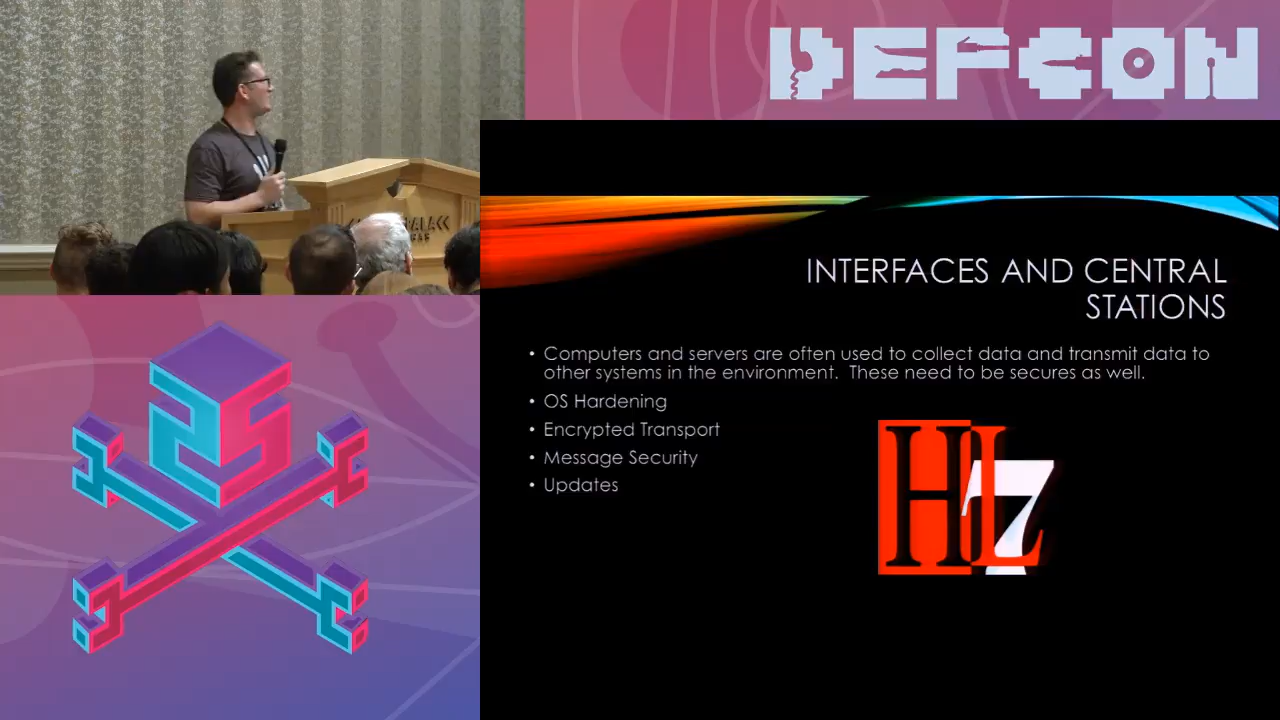 DEFCON
INTERFACES AND CENTRAL
STATIONS
• Computers and servers are often used to collect data and transmit data to
other systems in the environment.  These need to be secures as well.
• OS Hardening
• Encrypted Transport
• Message Security
• Updates
HL7